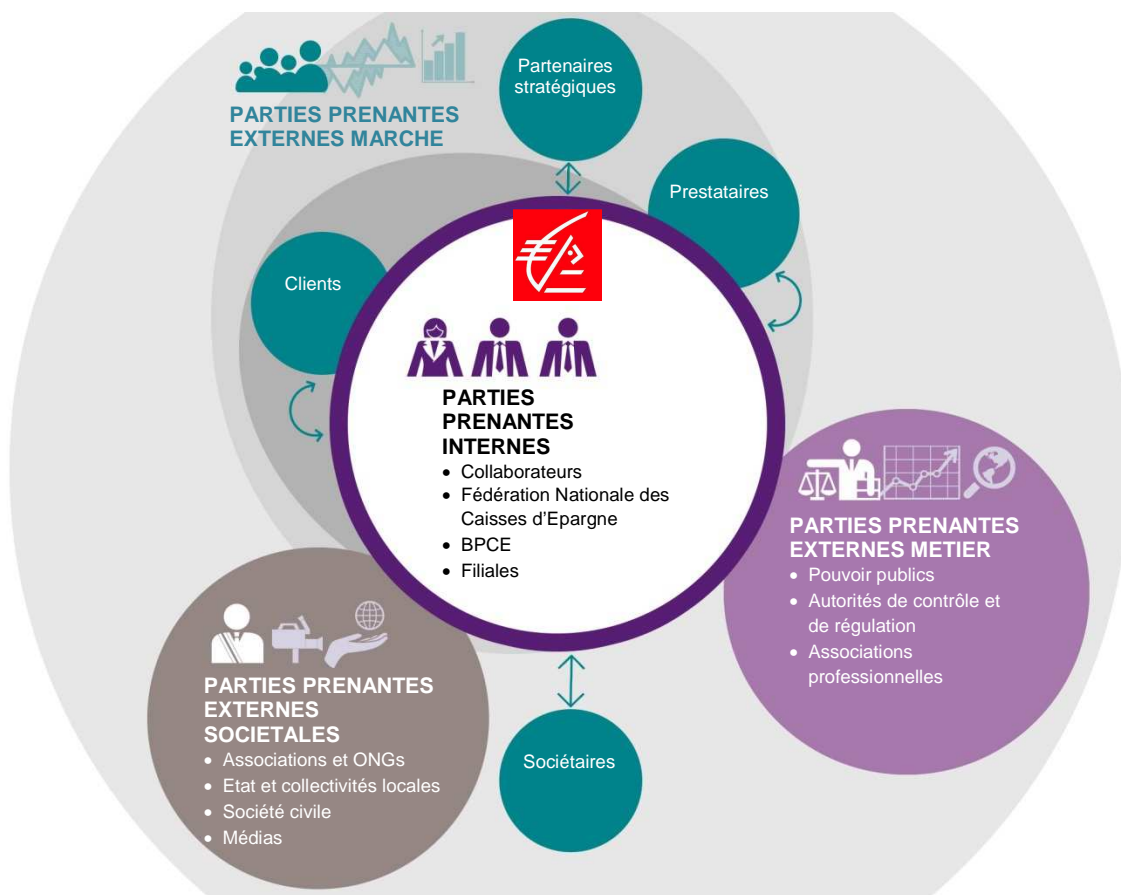 PARTIES PRENANTES
EXTERNES MARCHE
Partenaires
stratégiques
Prestataires
Clients
PARTIES
PRENANTES
INTERNES
• Collaborateurs
• Fédération Nationale des
Caisses d'Epargne
• BPCE
• Filiales
PARTIES PRENANTES
EXTERNES METIER
• Pouvoir publics
• Autorités de contrôle et
de régulation
• Associations
professionnelles
PARTIES PRENANTES
EXTERNES
SOCIETALES
• Associations et ONGs
• Etat et collectivités locales
• Société civile
• Médias
Sociétaires